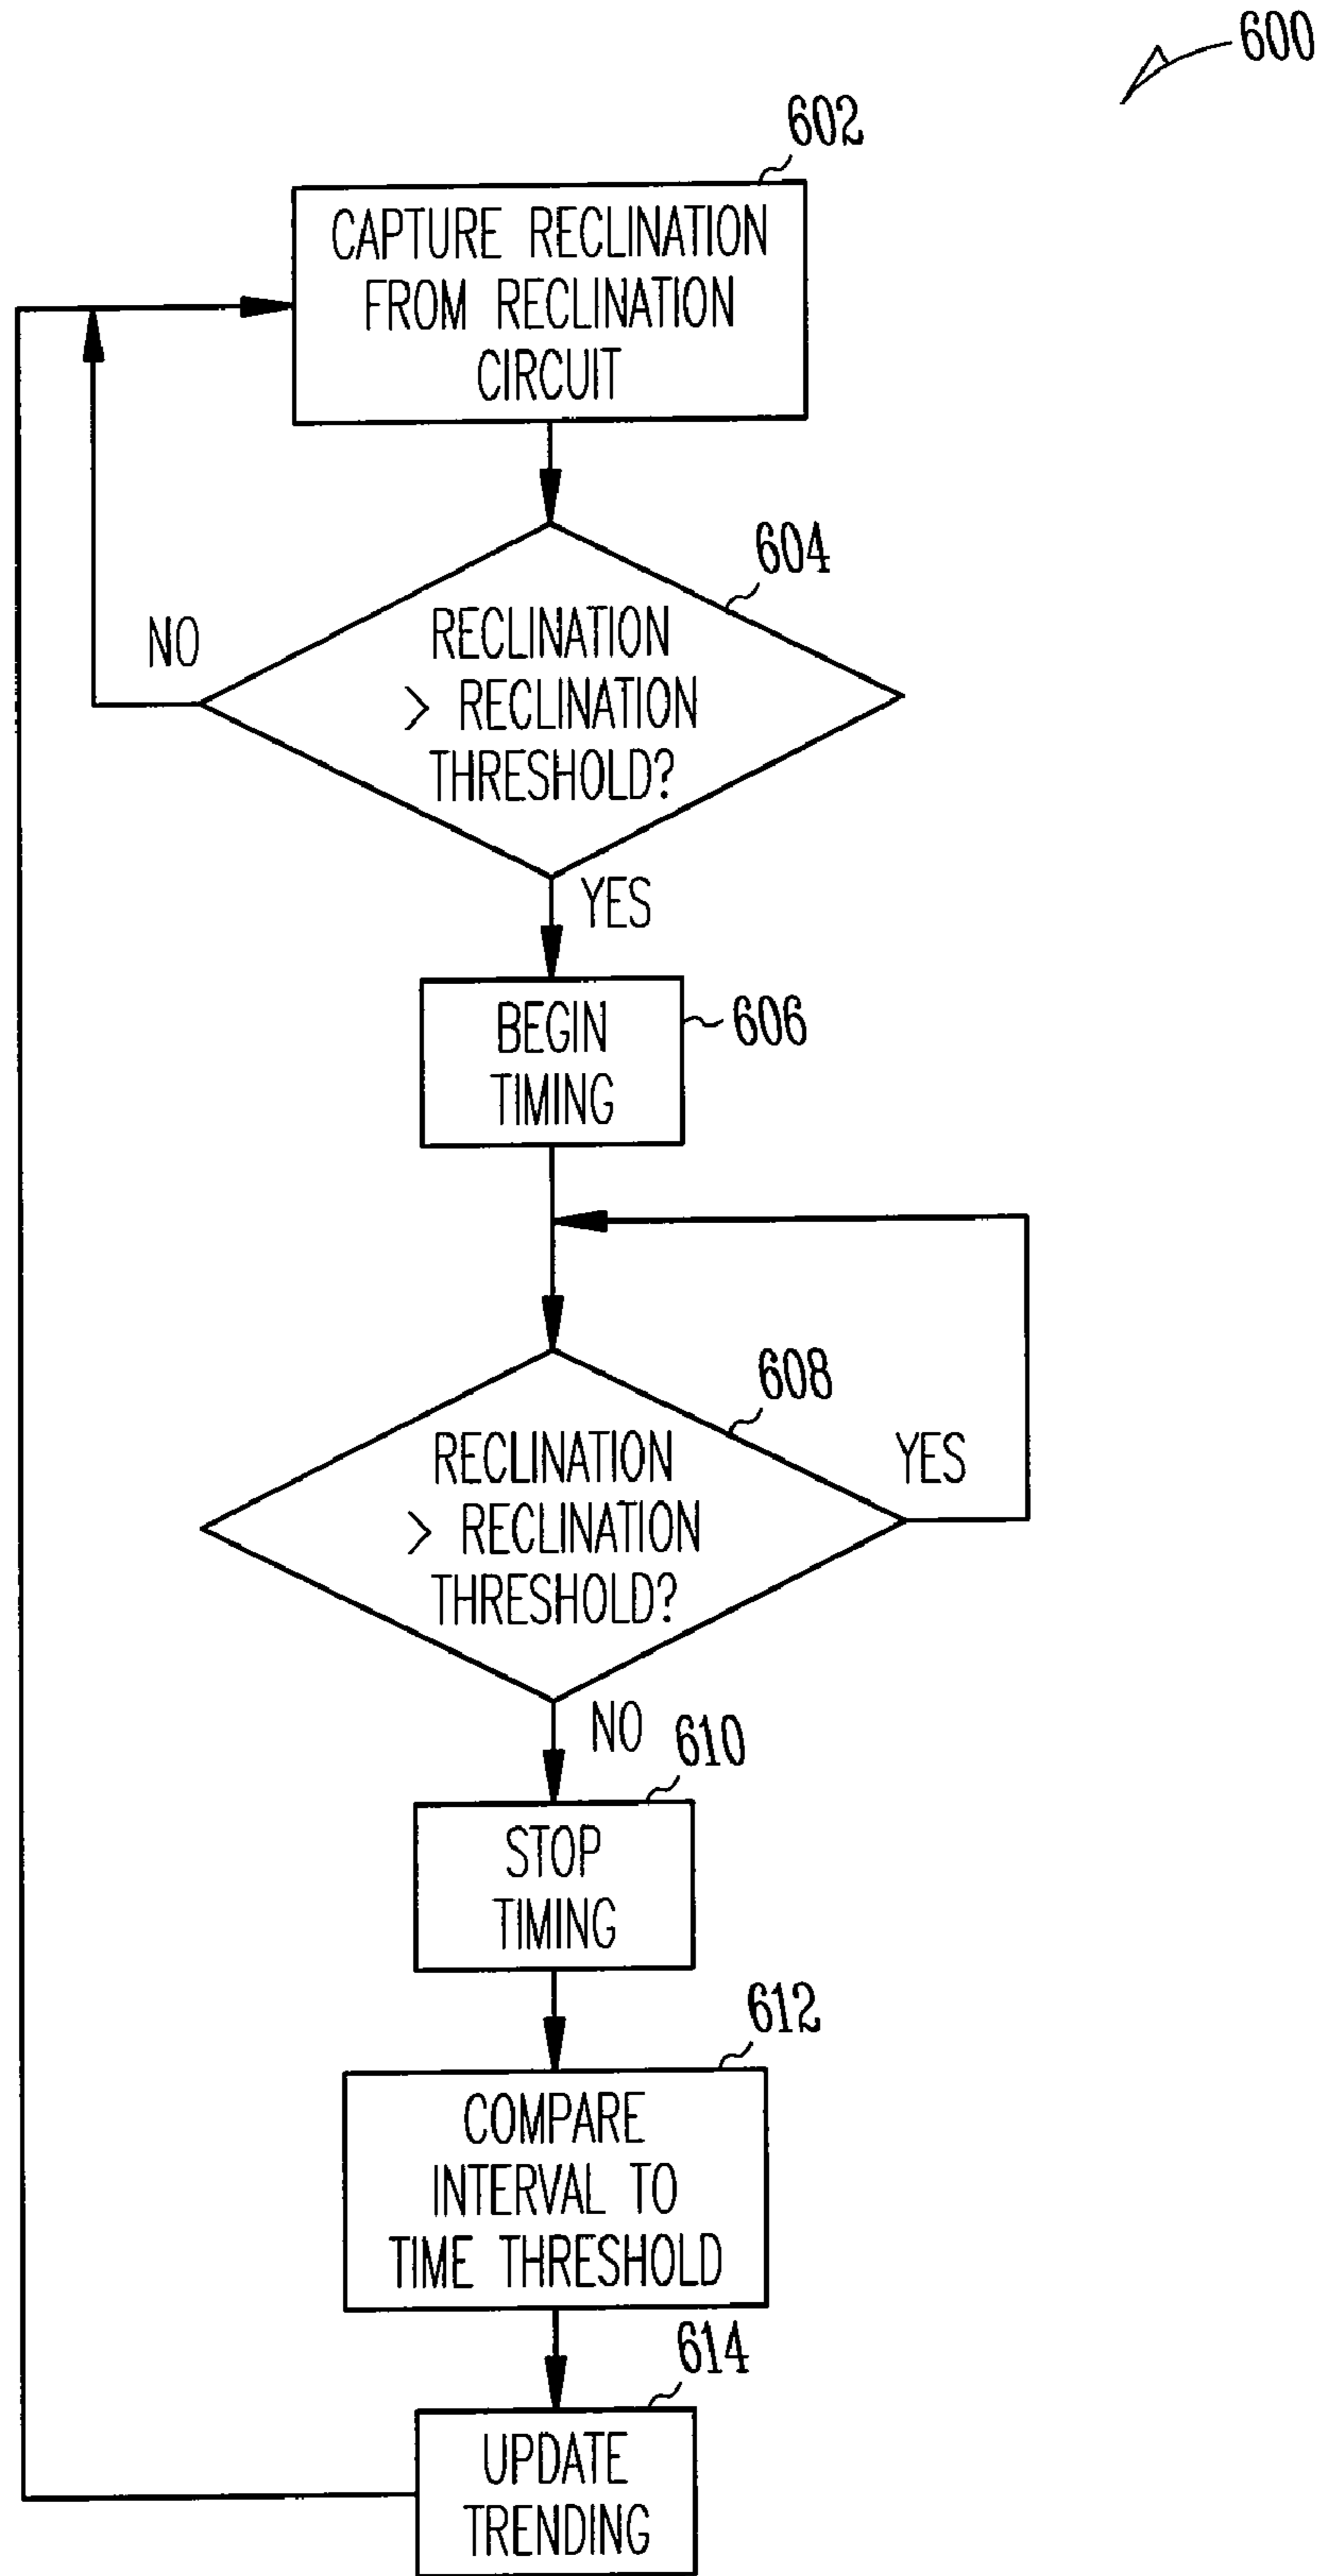 600
602
CAPTURE RECLINATION
FROM RECLINATION
CIRCUIT
604
RECLINATION
> RECLINATION
THRESHOLD?
NO
YES
BEGIN
TIMING
606
608
RECLINATION
> RECLINATION
THRESHOLD?
YES
NO
610
STOP
TIMING
612
COMPARE
INTERVAL TO
TIME THRESHOLD
614
UPDATE
TRENDING